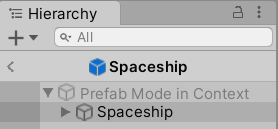 Hierarchy
All
Spaceship
Prefab Mode in Context
Spaceship